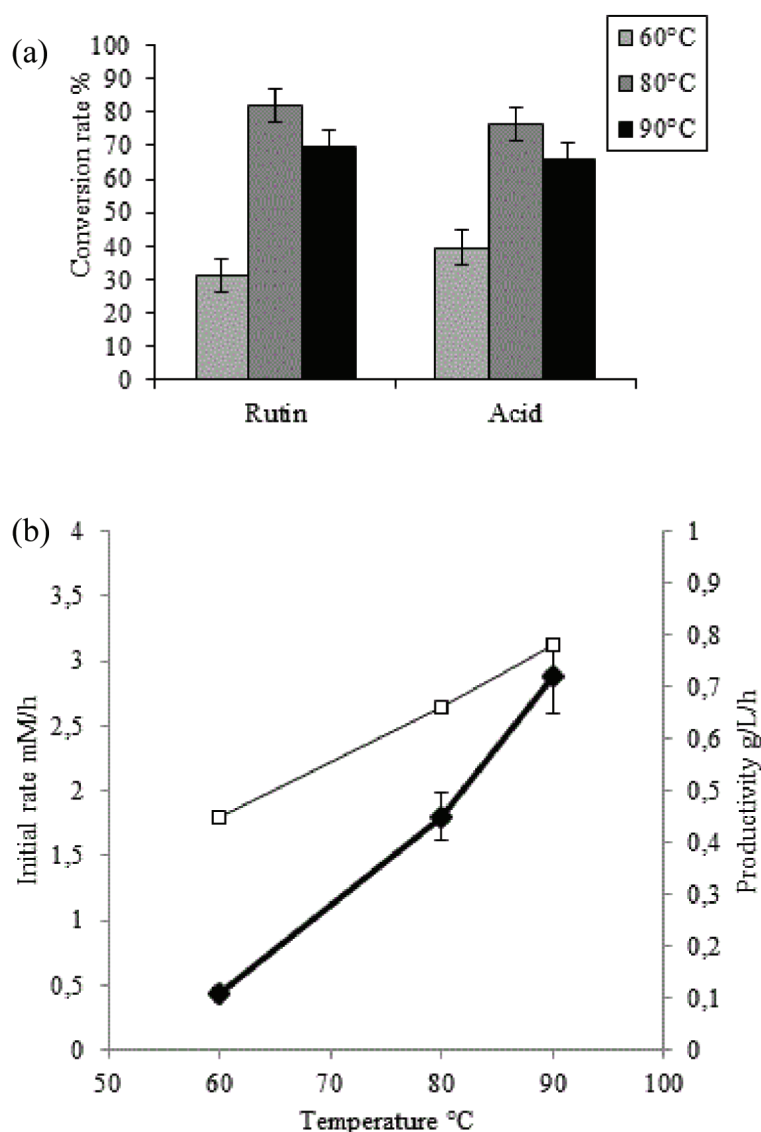 (a)
100
90
80
70
60
50
40
30
20
10
0
Conversion rate %
Rutin
Acid
60°C
80°C
90°C
(b)
4
3,5
3
2,5
2
1,5
1
0,5
0
Initial rate mM/h
1
0,9
0,8
0,7
0,6
0,5
0,4
0,3
0,2
0,1
0
Productivity g/L/h
50 60 70 80 90 100
Temperature °C